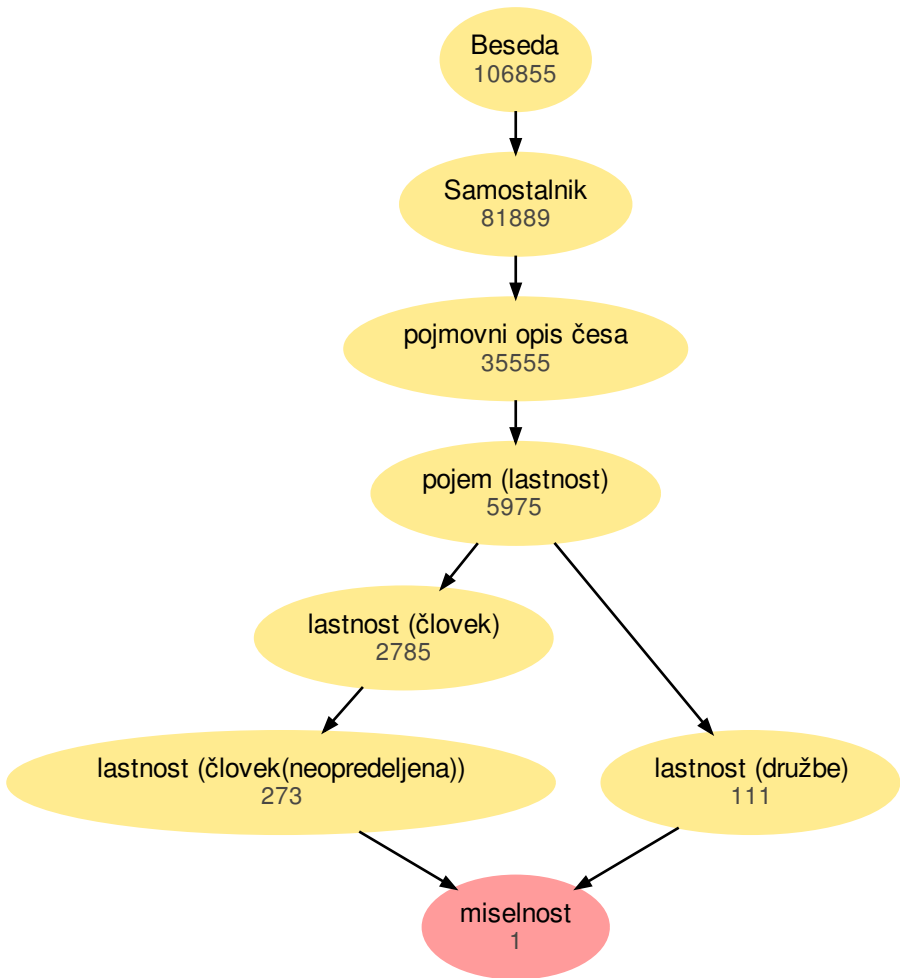 Beseda
106855
Samostalnik
81889
pojmovni opis česa
35555
pojem (lastnost)
5975
lastnost (človek)
2785
lastnost (človek(neopredeljena))
273
lastnost (družbe)
111
miselnost
1